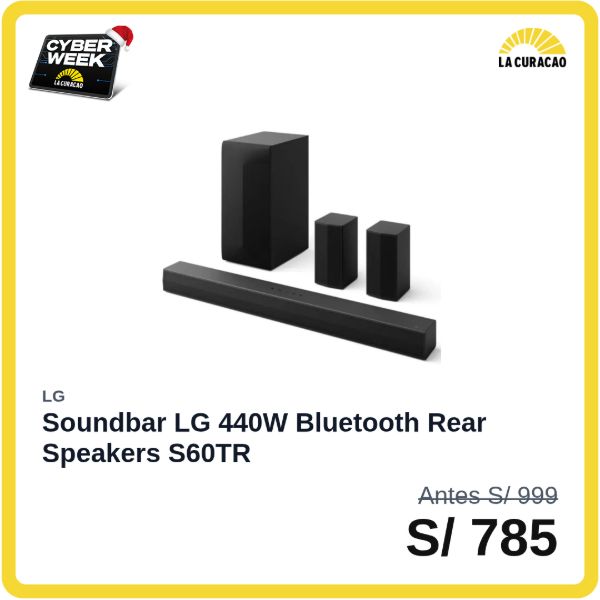 CYBER
WEEK
LA CURACAO
LA CURACAO
LG
Soundbar LG 440W Bluetooth Rear
Speakers S60TR
Antes S/ 999
S/ 785